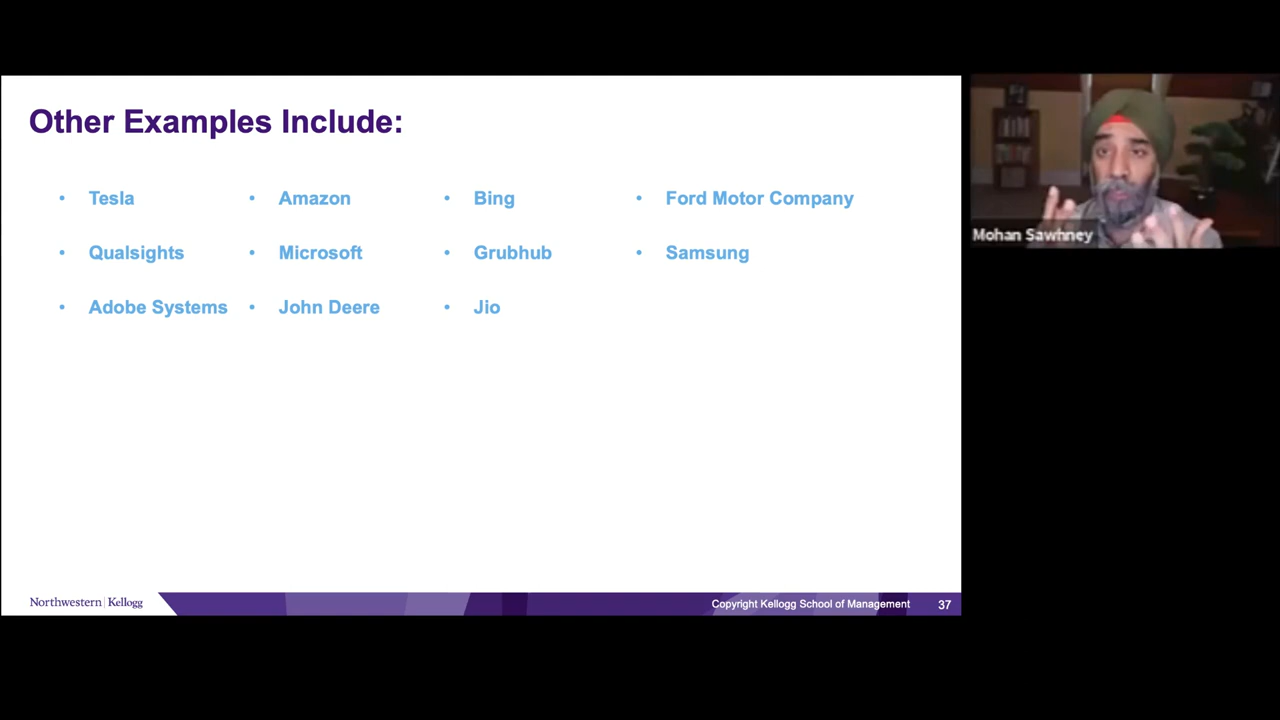 Other Examples Include:
• Tesla
• Qualsights
• Adobe Systems
• Amazon
• Microsoft
• John Deere
• Bing
• Grubhub
• Jio
• Ford Motor Company
• Samsung
Northwestern | Kellogg
Copyright Kellogg School of Management 37
Mohan Sawhney